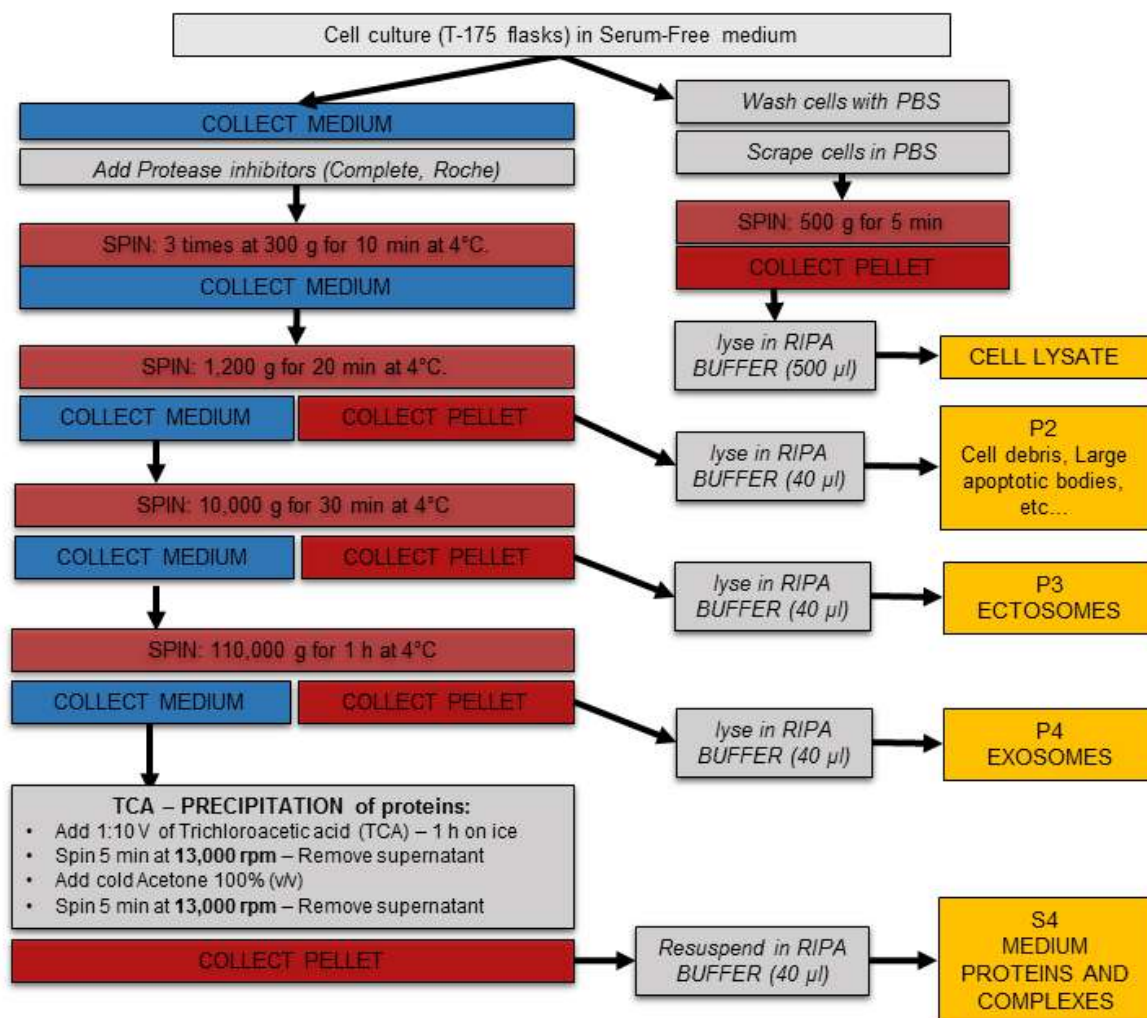 Cell culture (T-175 flasks) in Serum-Free medium
COLLECT MEDIUM
Add Protease inhibitors (Complete, Roche)
SPIN: 3 times at 300 g for 10 min at 4°C.
COLLECT MEDIUM
Wash cells with PBS
Scrape cells in PBS
SPIN: 500 g for 5 min
COLLECT PELLET
lyse in RIPA
BUFFER (500 µl)
CELL LYSATE
SPIN: 1,200 g for 20 min at 4°C.
COLLECT MEDIUM
COLLECT PELLET
lyse in RIPA
BUFFER (40 µl)
P2
Cell debris, Large
apoptotic bodies,
etc…
SPIN: 10,000 g for 30 min at 4°C
COLLECT MEDIUM
COLLECT PELLET
lyse in RIPA
BUFFER (40 µl)
P3
ECTOSOMES
SPIN: 110,000 g for 1 h at 4°C
COLLECT MEDIUM
COLLECT PELLET
lyse in RIPA
BUFFER (40 µl)
P4
EXOSOMES
TCA – PRECIPITATION of proteins:
• Add 1:10 V of Trichloroacetic acid (TCA) – 1 h on ice
• Spin 5 min at 13,000 rpm – Remove supernatant
• Add cold Acetone 100% (v/v)
• Spin 5 min at 13,000 rpm – Remove supernatant
COLLECT PELLET
Resuspend in RIPA
BUFFER (40 µl)
S4
MEDIUM
PROTEINS AND
COMPLEXES